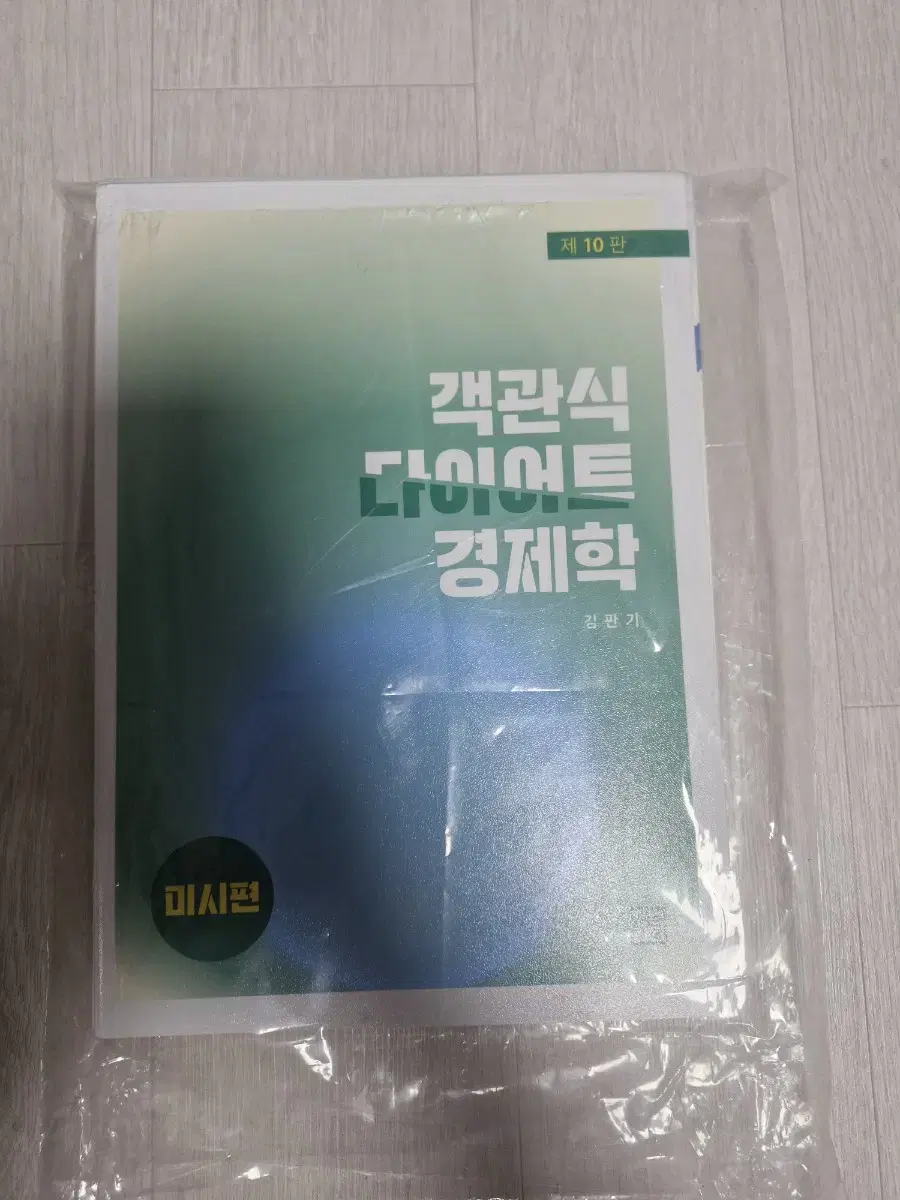 제 10 판
객관식
다이어트
경제학
김판기
미시편